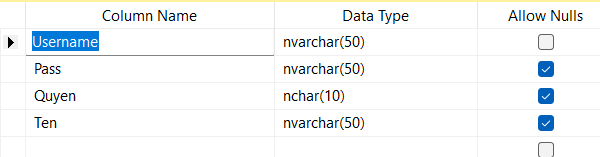 Column Name Data Type Allow Nulls
Username nvarchar(50)
Pass nvarchar(50)
Quyen nchar(10)
Ten nvarchar(50)